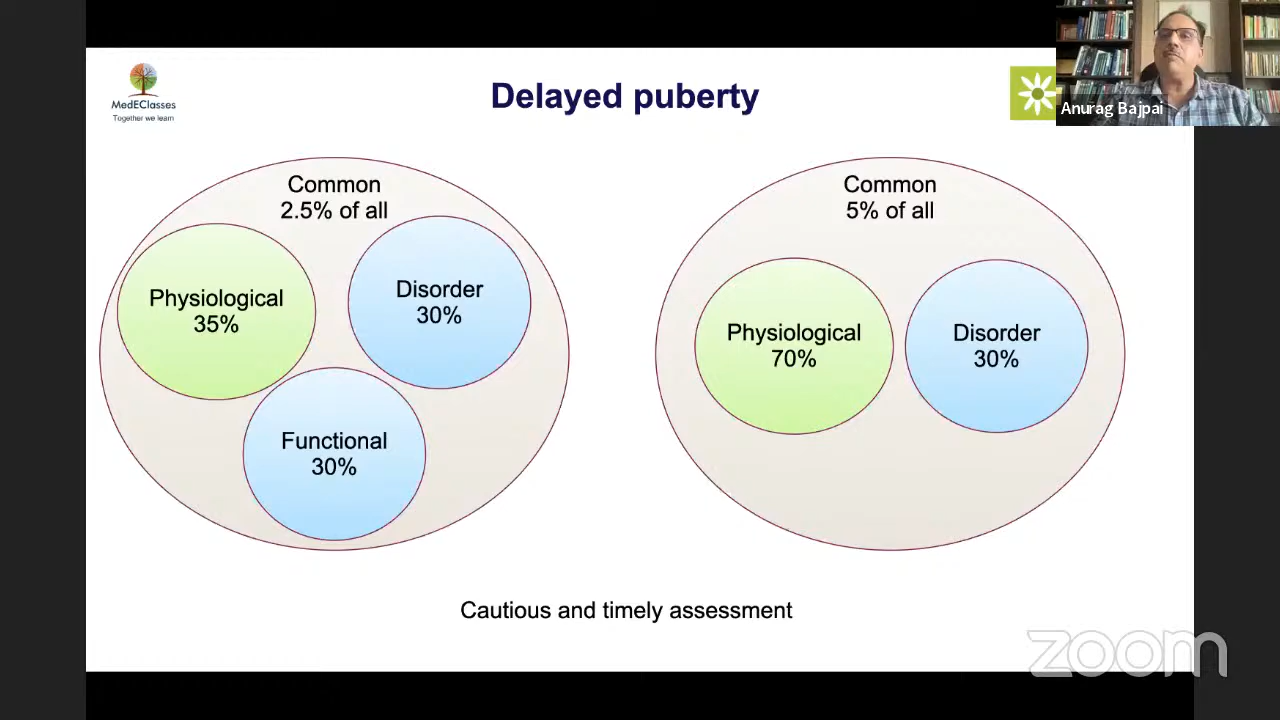 MedEClasses
Together we learn
Delayed puberty
Anurag Bajpai
Common
2.5% of all
Physiological
35%
Disorder
30%
Functional
30%
Common
5% of all
Physiological
70%
Disorder
30%
Cautious and timely assessment
zoom